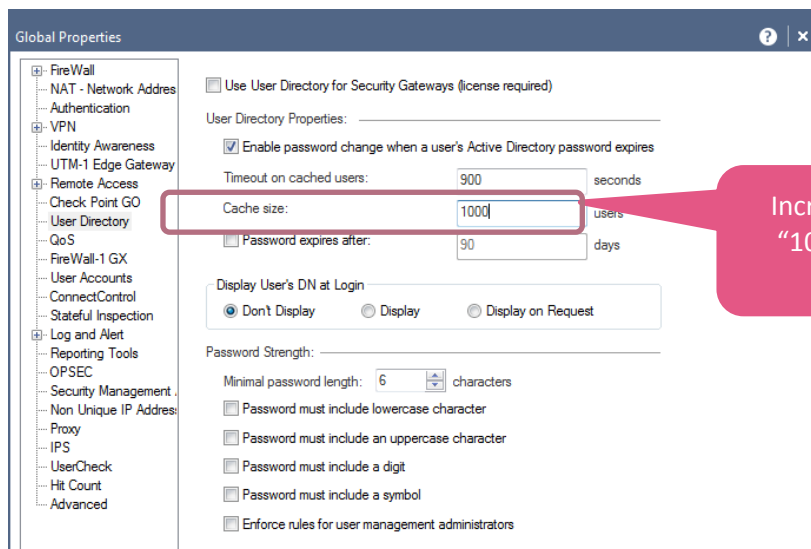 Global Properties
FireWall
NAT - Network Addres
Authentication
VPN
Identity Awareness
UTM-1 Edge Gateway
Remote Access
Check Point GO
User Directory
QoS
FireWall-1 GX
User Accounts
ConnectControl
Stateful Inspection
Log and Alert
Reporting Tools
OPSEC
Security Management .
Non Unique IP Address
Proxy
IPS
UserCheck
Hit Count
Advanced
Use User Directory for Security Gateways (license required)
User Directory Properties:
Enable password change when a user's Active Directory password expires
Timeout on cached users: 900 seconds
Cache size: 1000 users
Password expires after: 90 days
Display User's DN at Login
Don't Display Display Display on Request
Password Strength:
Minimal password length: 6 characters
Password must include lowercase character
Password must include an uppercase character
Password must include a digit
Password must include a symbol
Enforce rules for user management administrators
Incr
“10